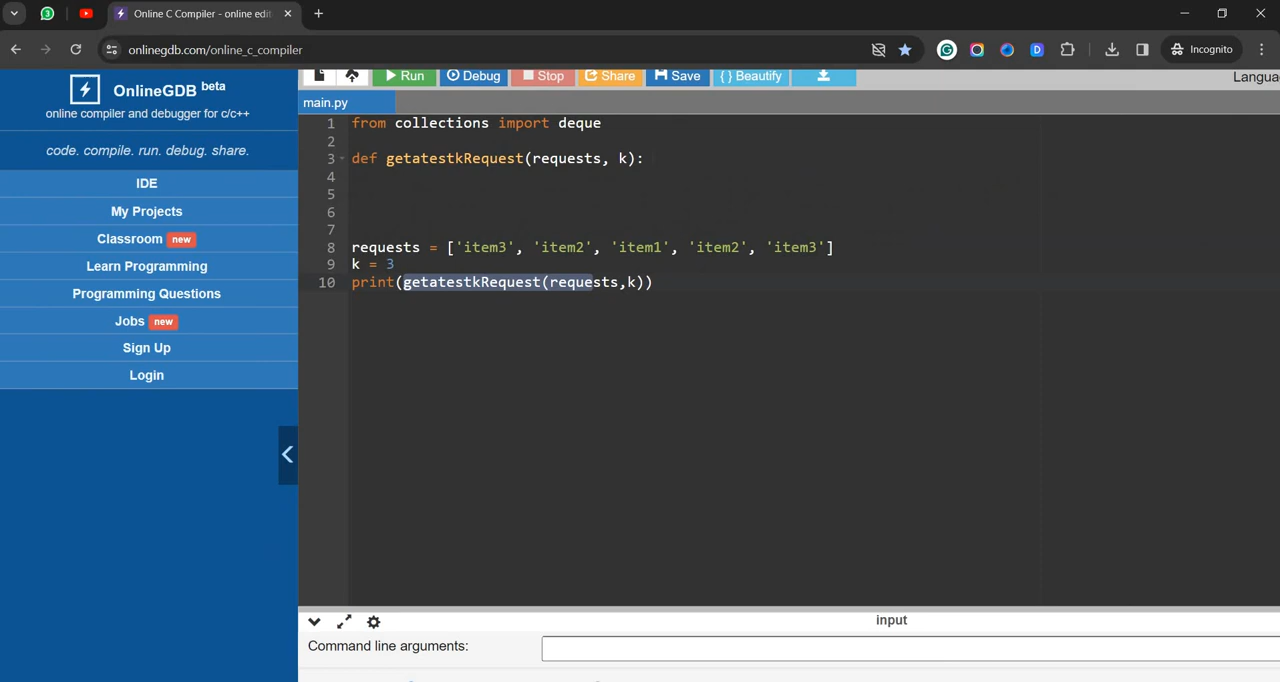 3
Online C Compiler - online edit
onlinegdb.com/online_c_compiler
Incognito
OnlineGDB beta
online compiler and debugger for c/c++
code. compile. run. debug. share.
IDE
My Projects
Classroom new
Learn Programming
Programming Questions
Jobs new
Sign Up
Login
Run Debug Stop Share Save { } Beautify
Langua
main.py
1 from collections import deque
2
3 def getatestkRequest(requests, k):
4
5
6
7
8 requests = ['item3', 'item2', 'item1', 'item2', 'item3']
9 k = 3
10 print(getatestkRequest(requests,k))
input
Command line arguments: